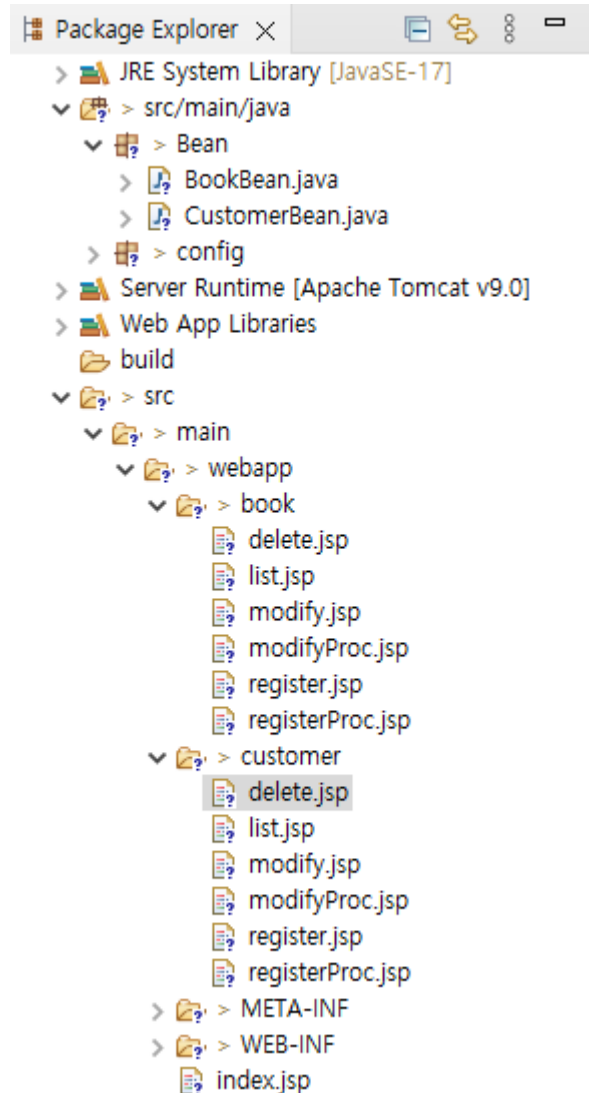 Package Explorer
JRE System Library [JavaSE-17]
> src/main/java
> Bean
BookBean.java
CustomerBean.java
> config
Server Runtime [Apache Tomcat v9.0]
Web App Libraries
build
> src
> main
> webapp
> book
delete.jsp
list.jsp
modify.jsp
modifyProc.jsp
register.jsp
registerProc.jsp
> customer
delete.jsp
list.jsp
modify.jsp
modifyProc.jsp
register.jsp
registerProc.jsp
> META-INF
> WEB-INF
index.jsp